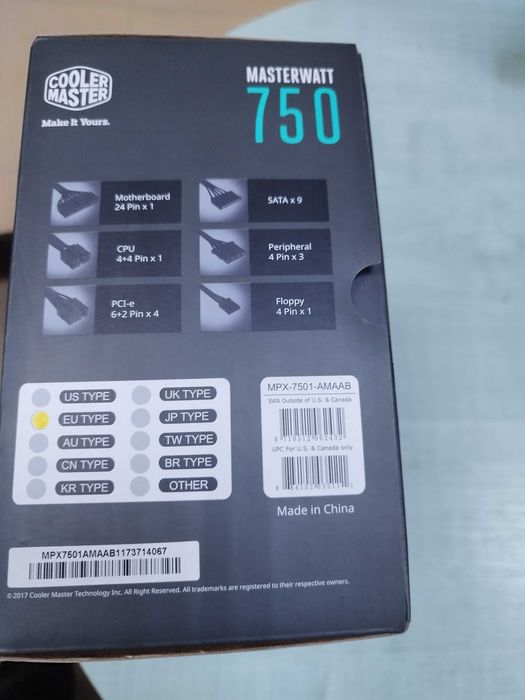 COOLER
MASTER
Make It Yours.
MASTERWATT
750
Motherboard
24 Pin x 1
SATA x 9
CPU
4+4 Pin x 1
Peripheral
4 Pin x 3
PCI-e
6+2 Pin x 4
Floppy
4 Pin x 1
US TYPE
UK TYPE
EU TYPE
JP TYPE
AU TYPE
TW TYPE
CN TYPE
BR TYPE
KR TYPE
OTHER
MPX-7501-AMAAB
EAN Outside of U.S. & Canada
UPC For U.S. & Canada only
Made in China
MPX7501AMAAB1173714067
© 2017 Cooler Master Technology Inc. All Right Reserved. All trademarks are registered to their respective owners.